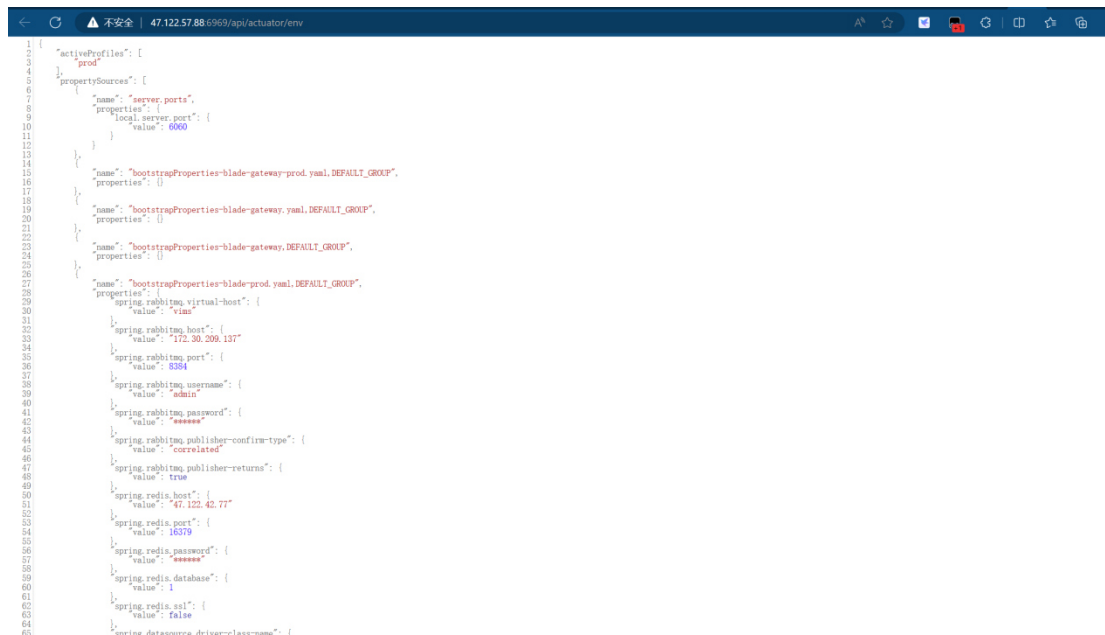 不安全 | 47.122.57.88:6969/api/actuator/env
1 {
2 "activeProfiles": [
3 "prod"
4 ],
5 "propertySources": [
6 {
7 "name": "server.ports",
8 "properties": {
9 "local.server.port": {
10 "value": 6060
11 }
12 }
13 },
14 {
15 "name": "bootstrapProperties-blade-gateway-prod.yaml,DEFAULT_GROUP",
16 "properties": {}
17 },
18 {
19 "name": "bootstrapProperties-blade-gateway.yaml,DEFAULT_GROUP",
20 "properties": {}
21 },
22 {
23 "name": "bootstrapProperties-blade-gateway,DEFAULT_GROUP",
24 "properties": {}
25 },
26 {
27 "name": "bootstrapProperties-blade-prod.yaml,DEFAULT_GROUP",
28 "properties": {
29 "spring.rabbitmq.virtual-host": {
30 "value": "vims"
31 },
32 "spring.rabbitmq.host": {
33 "value": "172.30.209.137"
34 },
35 "spring.rabbitmq.port": {
36 "value": 8384
37 },
38 "spring.rabbitmq.username": {
39 "value": "admin"
40 },
41 "spring.rabbitmq.password": {
42 "value": "******"
43 },
44 "spring.rabbitmq.publisher-confirm-type": {
45 "value": "correlated"
46 },
47 "spring.rabbitmq.publisher-returns": {
48 "value": true
49 },
50 "spring.redis.host": {
51 "value": "47.122.42.77"
52 },
53 "spring.redis.port": {
54 "value": 16379
55 },
56 "spring.redis.password": {
57 "value": "******"
58 },
59 "spring.redis.database": {
60 "value": 1
61 },
62 "spring.redis.ssl": {
63 "value": false
64 },
65 "spring.datasource.driver-class-name": {